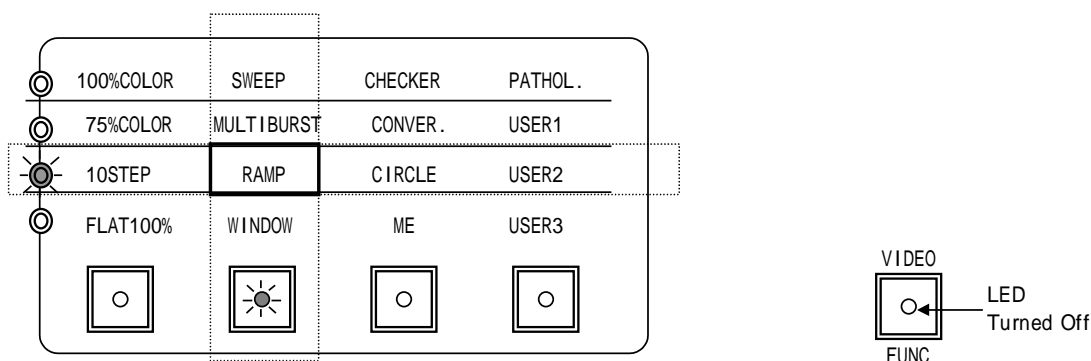 100%COLOR SWEEP CHECKER PATHOL.
75%COLOR MULTIBURST CONVER. USER1
10STEP RAMP CIRCLE USER2
FLAT100% WINDOW ME USER3
VIDEO
LED
Turned Off
FUNC